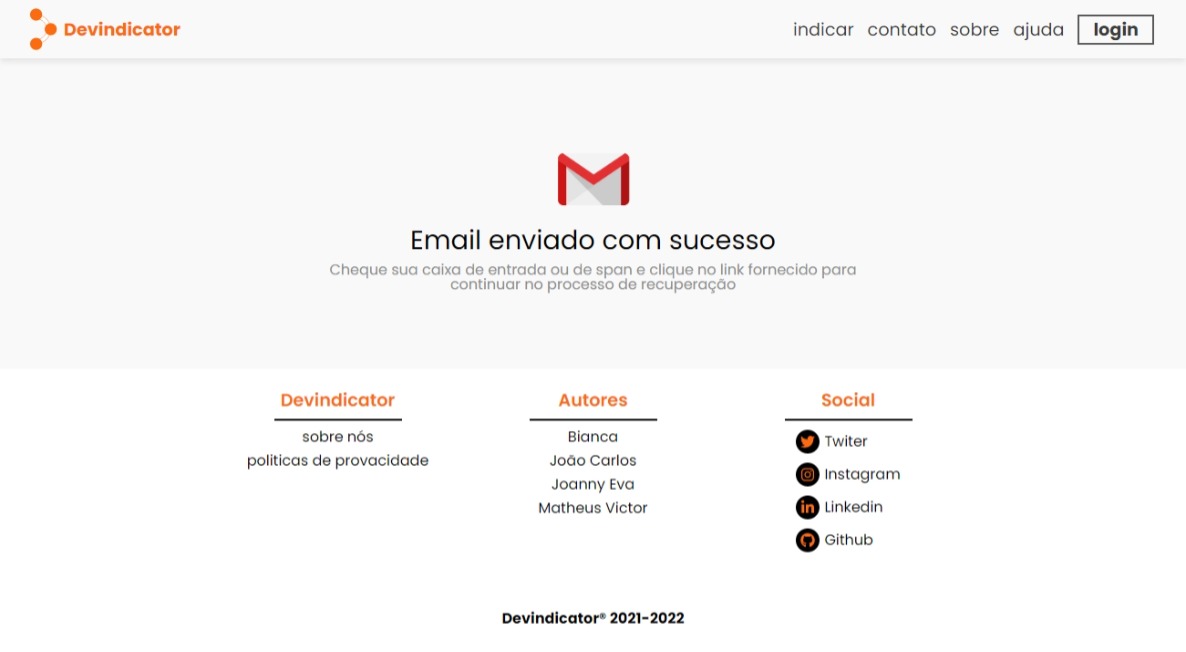 Devindicator
indicar contato sobre ajuda login
Email enviado com sucesso
Cheque sua caixa de entrada ou de span e clique no link fornecido para
continuar no processo de recuperação
Devindicator
sobre nós
politicas de provacidade
Autores
Bianca
João Carlos
Joanny Eva
Matheus Victor
Social
Twiter
Instagram
Linkedin
Github
Devindicator® 2021-2022